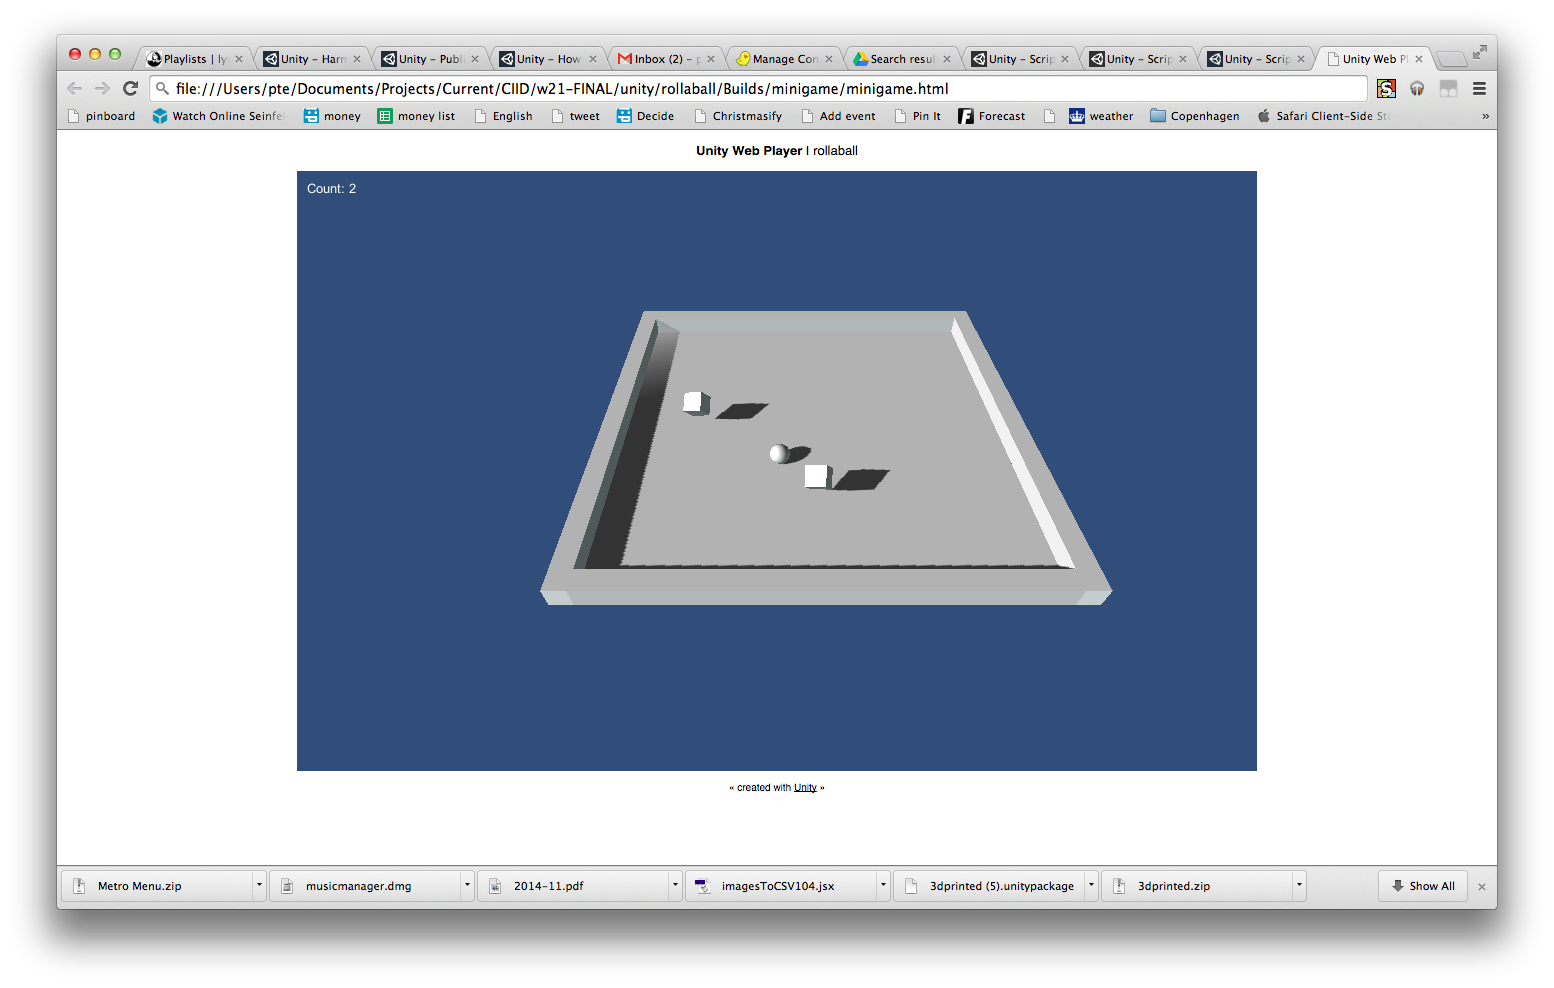 Playlists | ly
Unity – Harn
Unity – Publ
Unity – How
Inbox (2) – p
Manage Con
Search resul
Unity – Scrip
Unity – Scrip
Unity – Scrip
Unity Web Pl
file:///Users/pte/Documents/Projects/Current/CIID/w21-FINAL/unity/rollaball/Builds/minigame/minigame.html
pinboard Watch Online Seinfe money money list English tweet Decide Christmasify Add event Pin It Forecast weather Copenhagen Safari Client-Side Sto »
Unity Web Player | rollaball
Count: 2
« created with Unity »
Metro Menu.zip musicmanager.dmg 2014-11.pdf imagesToCSV104.jsx 3dprinted (5).unitypackage 3dprinted.zip Show All